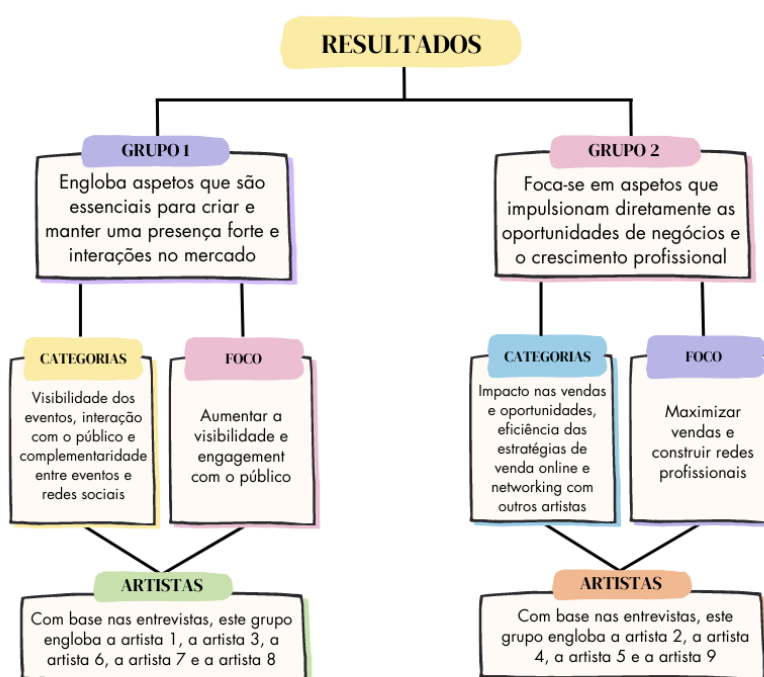 RESULTADOS
GRUPO 1
Engloba aspetos que são
essenciais para criar e
manter uma presença forte e
interações no mercado
GRUPO 2
Foca-se em aspetos que
impulsionam diretamente as
oportunidades de negócios e
o crescimento profissional
CATEGORIAS
Visibilidade dos
eventos, interação
com o público e
complementaridade
entre eventos e
redes sociais
FOCO
Aumentar a
visibilidade e
engagement
com o público
CATEGORIAS
Impacto nas vendas
e oportunidades,
eficiência das
estratégias de
venda online e
networking com
outros artistas
FOCO
Maximizar
vendas e
construir redes
profissionais
ARTISTAS
Com base nas entrevistas, este grupo
engloba a artista 1, a artista 3, a
artista 6, a artista 7 e a artista 8
ARTISTAS
Com base nas entrevistas, este
grupo engloba a artista 2, a artista
4, a artista 5 e a artista 9